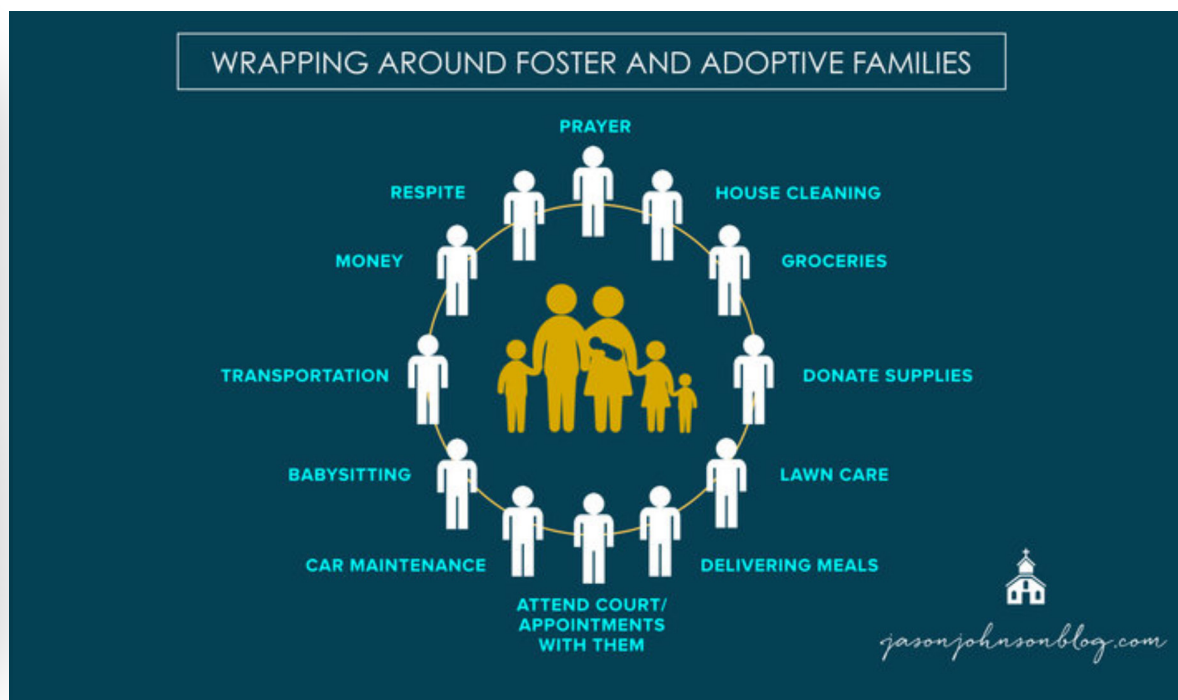 WRAPPING AROUND FOSTER AND ADOPTIVE FAMILIES
PRAYER
RESPITE
HOUSE CLEANING
MONEY
GROCERIES
TRANSPORTATION
DONATE SUPPLIES
BABYSITTING
LAWN CARE
CAR MAINTENANCE
DELIVERING MEALS
ATTEND COURT/
APPOINTMENTS
WITH THEM
jasonjohnsonblog.com